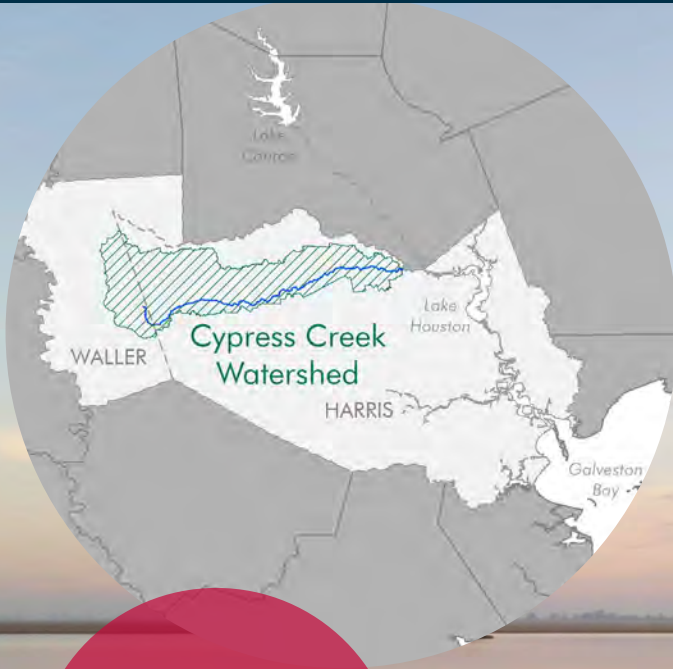 Lake
Conroe
Cypress Creek
Watershed
Lake
Houston
WALLER
HARRIS
Galveston
Bay